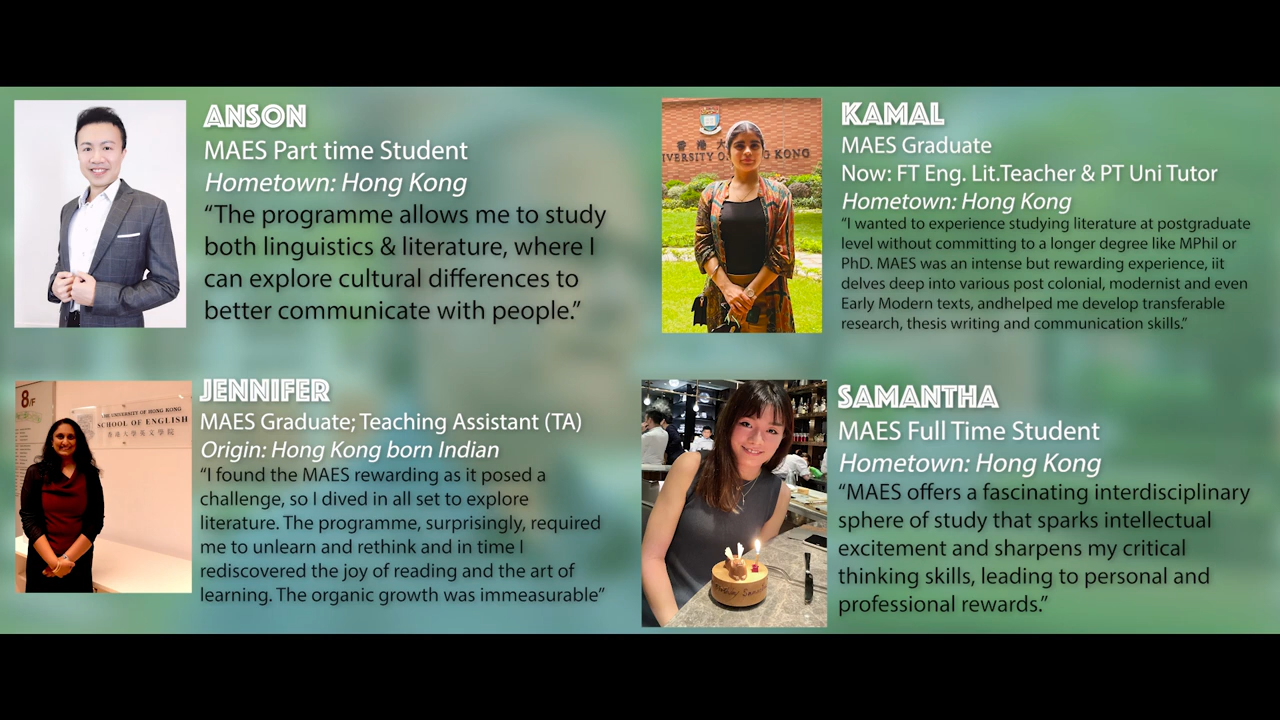 ANSON
MAES Part time Student
Hometown: Hong Kong
“The programme allows me to study
both linguistics & literature, where I
can explore cultural differences to
better communicate with people.”
KAMAL
MAES Graduate
Now: FT Eng. Lit.Teacher & PT Uni Tutor
Hometown: Hong Kong
“I wanted to experience studying literature at postgraduate
level without committing to a longer degree like MPhil or
PhD. MAES was an intense but rewarding experience, iit
delves deep into various post colonial, modernist and even
Early Modern texts, andhelped me develop transferable
research, thesis writing and communication skills.”
香港大
VERSITY OF HONG KONG
JENNIFER
MAES Graduate; Teaching Assistant (TA)
Origin: Hong Kong born Indian
“I found the MAES rewarding as it posed a
challenge, so I dived in all set to explore
literature. The programme, surprisingly, required
me to unlearn and rethink and in time I
rediscovered the joy of reading and the art of
learning. The organic growth was immeasurable”
8/F
THE UNIVERSITY OF HONG KONG
SCHOOL OF ENGLISH
香港大學英文學院
SAMANTHA
MAES Full Time Student
Hometown: Hong Kong
“MAES offers a fascinating interdisciplinary
sphere of study that sparks intellectual
excitement and sharpens my critical
thinking skills, leading to personal and
professional rewards.”